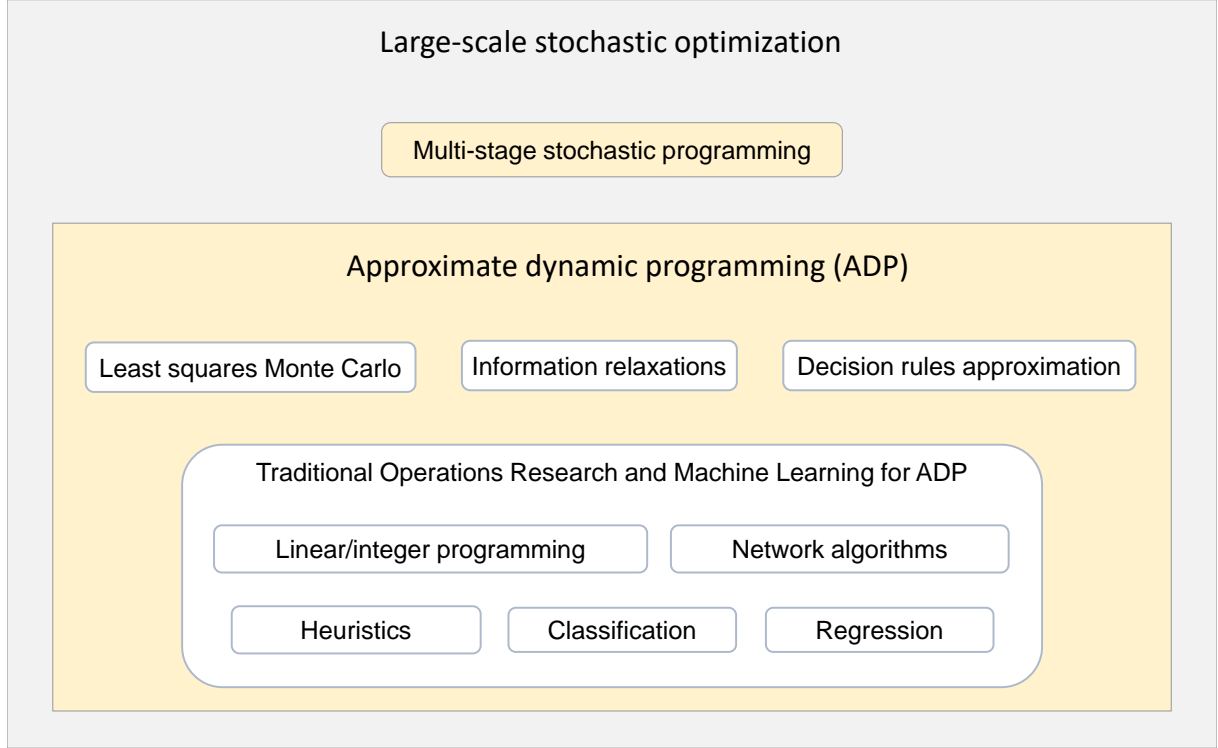 Large-scale stochastic optimization
Multi-stage stochastic programming
Approximate dynamic programming (ADP)
Least squares Monte Carlo
Information relaxations
Decision rules approximation
Traditional Operations Research and Machine Learning for ADP
Linear/integer programming
Network algorithms
Heuristics
Classification
Regression